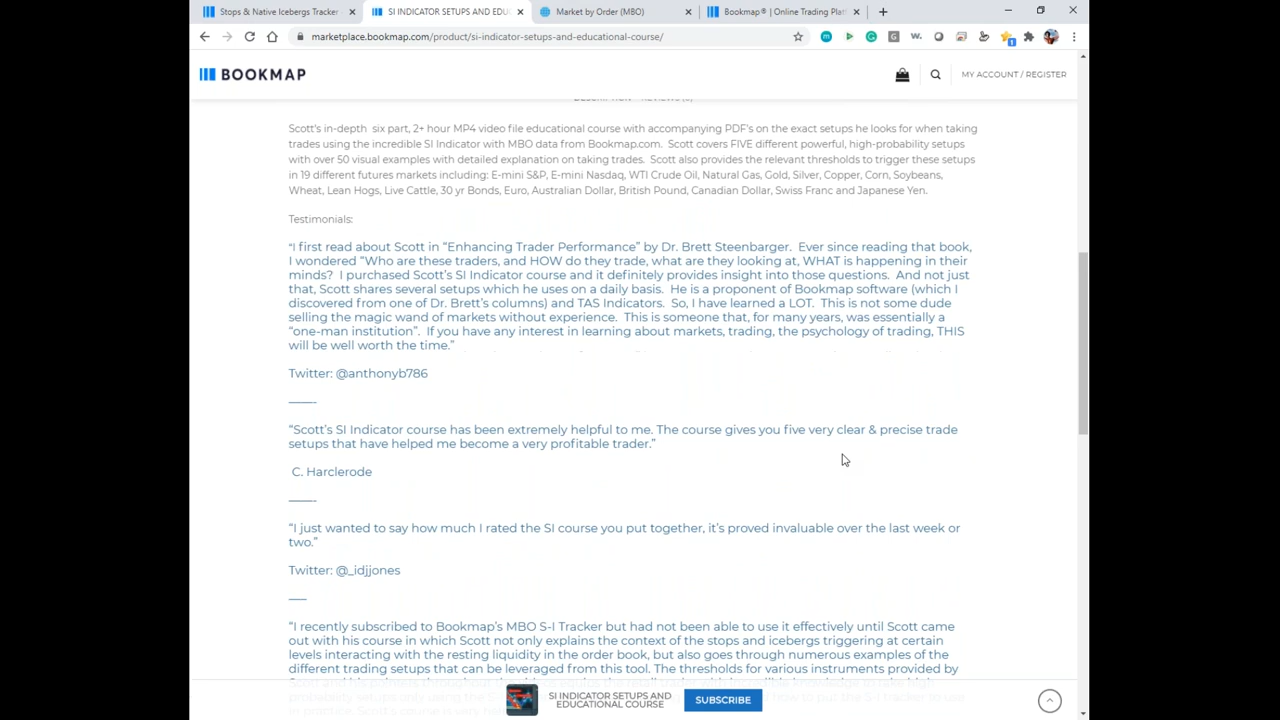 Stops & Native Icebergs Tracker
SI INDICATOR SETUPS AND EDU
Market by Order (MBO)
Bookmap® | Online Trading Plat
marketplace.bookmap.com/product/si-indicator-setups-and-educational-course/
BOOKMAP
MY ACCOUNT / REGISTER
Scott's in-depth six part, 2+ hour MP4 video file educational course with accompanying PDF's on the exact setups he looks for when taking
trades using the incredible SI Indicator with MBO data from Bookmap.com. Scott covers FIVE different powerful, high-probability setups
with over 50 visual examples with detailed explanation on taking trades. Scott also provides the relevant thresholds to trigger these setups
in 19 different futures markets including: E-mini S&P, E-mini Nasdaq, WTI Crude Oil, Natural Gas, Gold, Silver, Copper, Corn, Soybeans,
Wheat, Lean Hogs, Live Cattle, 30 yr Bonds, Euro, Australian Dollar, British Pound, Canadian Dollar, Swiss Franc and Japanese Yen.
Testimonials:
"I first read about Scott in "Enhancing Trader Performance" by Dr. Brett Steenbarger. Ever since reading that book,
I wondered "Who are these traders, and HOW do they trade, what are they looking at, WHAT is happening in their
minds? I purchased Scott's SI Indicator course and it definitely provides insight into those questions. And not just
that, Scott shares several setups which he uses on a daily basis. He is a proponent of Bookmap software (which I
discovered from one of Dr. Brett's columns) and TAS Indicators. So, I have learned a LOT. This is not some dude
selling the magic wand of markets without experience. This is someone that, for many years, was essentially a
"one-man institution". If you have any interest in learning about markets, trading, the psychology of trading, THIS
will be well worth the time."
Twitter: @anthonyb786
——-
"Scott's SI Indicator course has been extremely helpful to me. The course gives you five very clear & precise trade
setups that have helped me become a very profitable trader."
C. Harclerode
——-
"I just wanted to say how much I rated the SI course you put together, it's proved invaluable over the last week or
two."
Twitter: @_idjjones
—–
"I recently subscribed to Bookmap's MBO S-I Tracker but had not been able to use it effectively until Scott came
out with his course in which Scott not only explains the context of the stops and icebergs triggering at certain
levels interacting with the resting liquidity in the order book, but also goes through numerous examples of the
different trading setups that can be leveraged from this tool. The thresholds for various instruments provided by
SI INDICATOR SETUPS AND
EDUCATIONAL COURSE
SUBSCRIBE